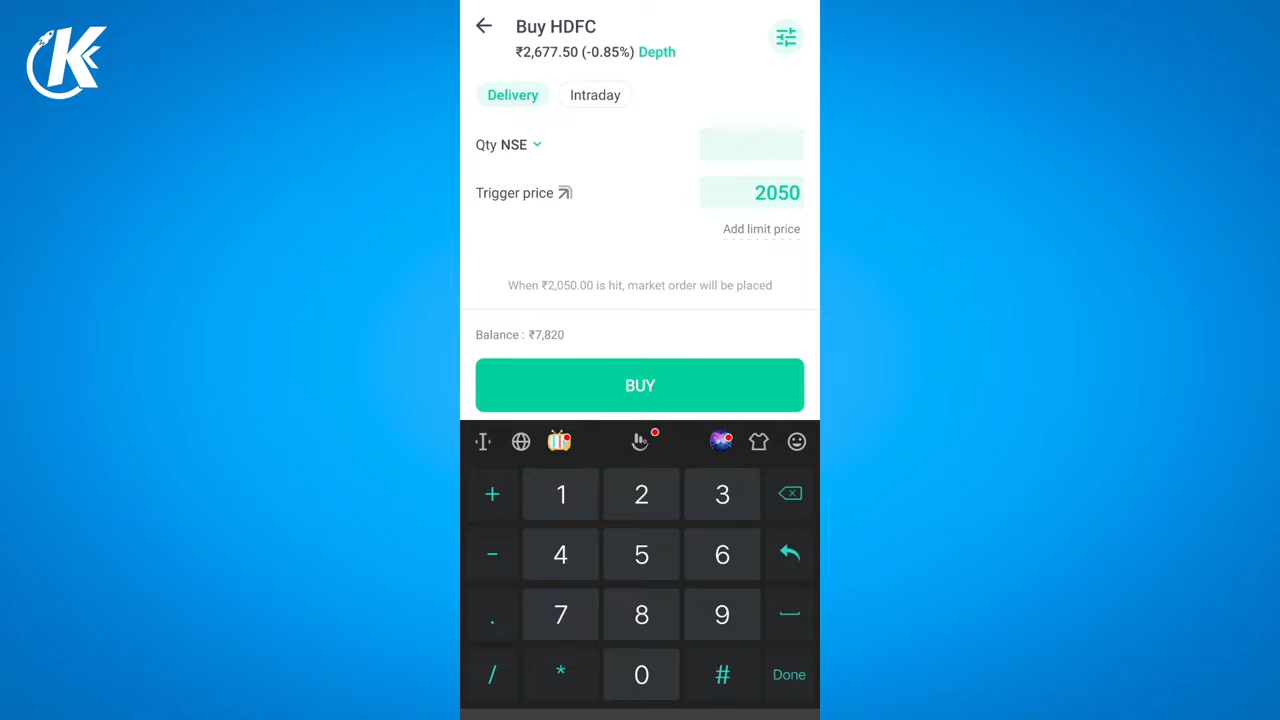 K
Buy HDFC
₹2,677.50 (-0.85%) Depth
Delivery Intraday
Qty NSE
Trigger price 2050
Add limit price
When ₹2,050.00 is hit, market order will be placed
Balance : ₹7,820
BUY
+ 1 2 3
- 4 5 6
. 7 8 9
/ * 0 # Done